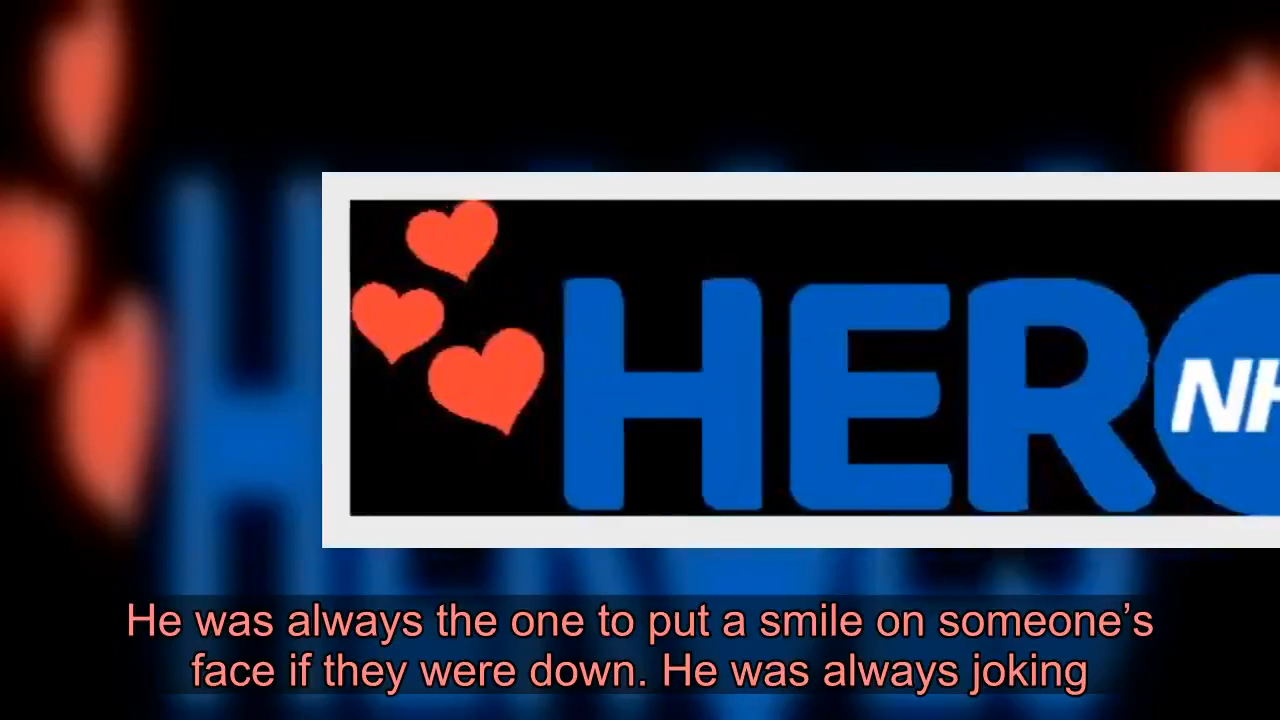 HER
NH
He was always the one to put a smile on someone’s
face if they were down. He was always joking